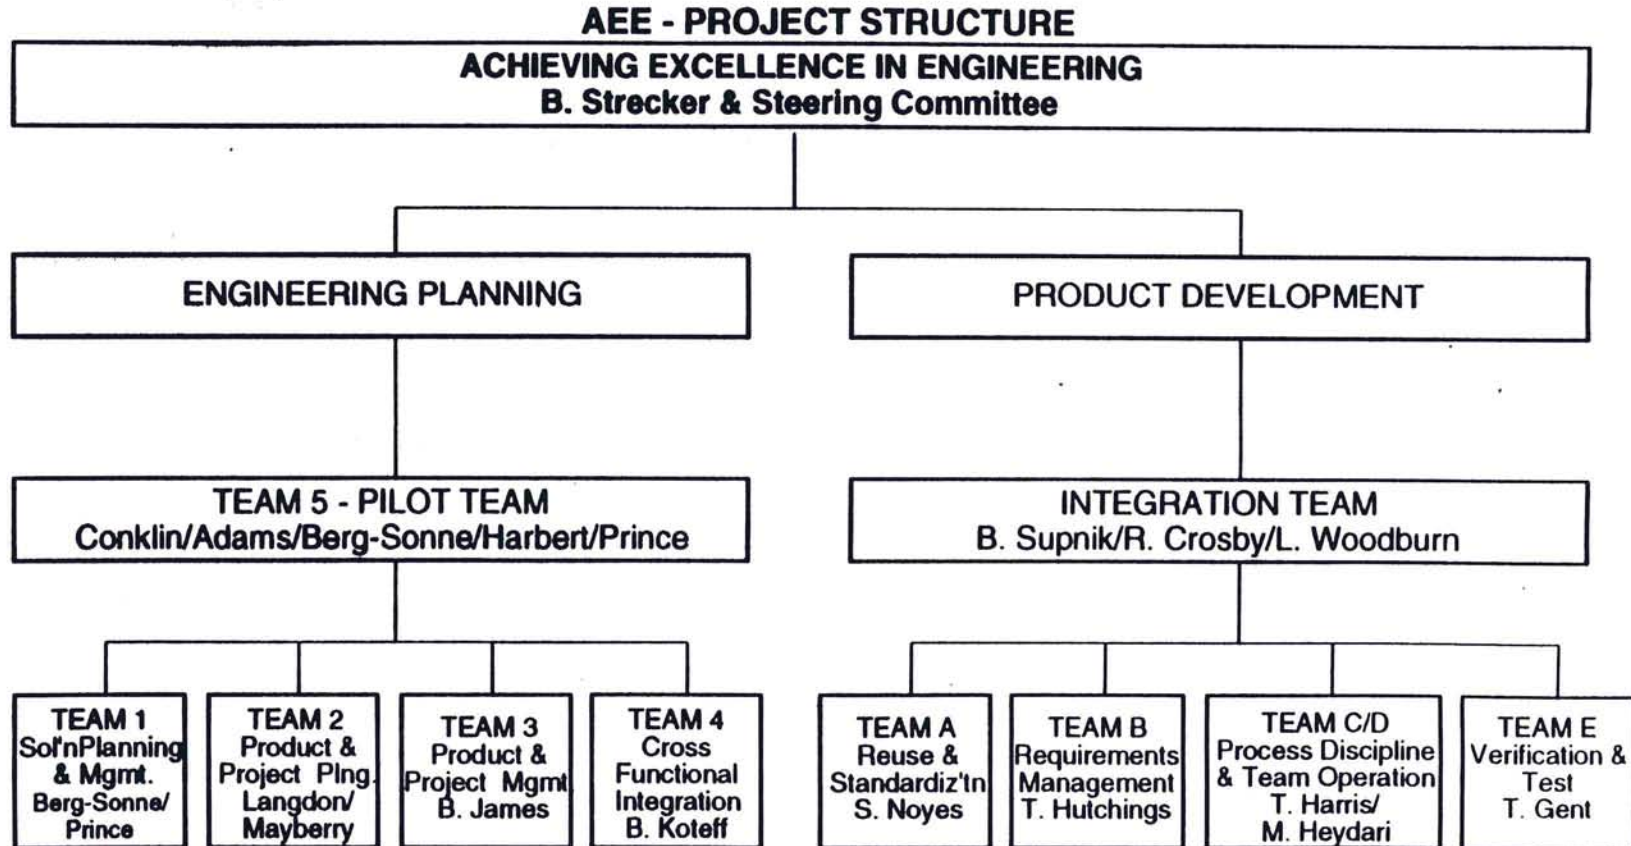 AEE - PROJECT STRUCTURE
ACHIEVING EXCELLENCE IN ENGINEERING
B. Strecker & Steering Committee
ENGINEERING PLANNING
PRODUCT DEVELOPMENT
TEAM 5 - PILOT TEAM
Conklin/Adams/Berg-Sonne/Harbert/Prince
INTEGRATION TEAM
B. Supnik/R. Crosby/L. Woodburn
TEAM 1
Sol'nPlanning
& Mgmt.
Berg-Sonne/
Prince
TEAM 2
Product &
Project Plng.
Langdon/
Mayberry
TEAM 3
Product &
Project Mgmt
B. James
TEAM 4
Cross
Functional
Integration
B. Koteff
TEAM A
Reuse &
Standardiz'tn
S. Noyes
TEAM B
Requirements
Management
T. Hutchings
TEAM C/D
Process Discipline
& Team Operation
T. Harris/
M. Heydari
TEAM E
Verification &
Test
T. Gent